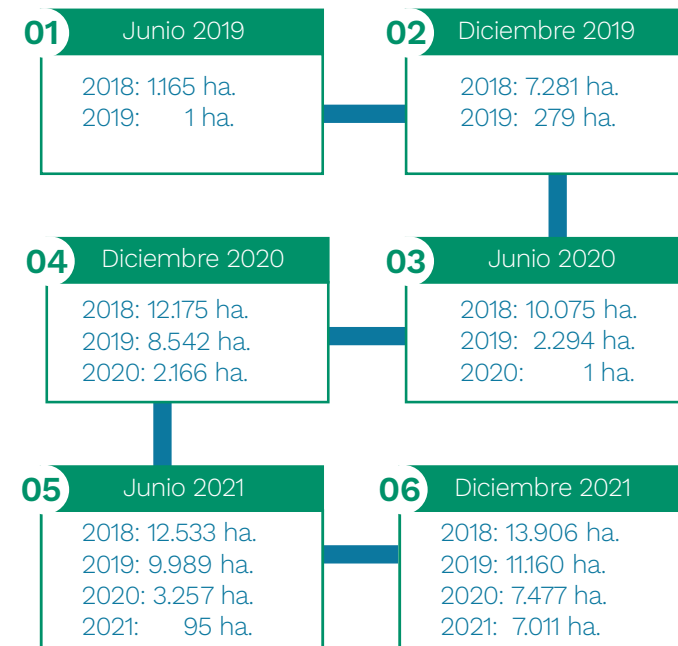 01 Junio 2019
2018: 1.165 ha.
2019: 1 ha.
02 Diciembre 2019
2018: 7.281 ha.
2019: 279 ha.
03 Junio 2020
2018: 10.075 ha.
2019: 2.294 ha.
2020: 1 ha.
04 Diciembre 2020
2018: 12.175 ha.
2019: 8.542 ha.
2020: 2.166 ha.
05 Junio 2021
2018: 12.533 ha.
2019: 9.989 ha.
2020: 3.257 ha.
2021: 95 ha.
06 Diciembre 2021
2018: 13.906 ha.
2019: 11.160 ha.
2020: 7.477 ha.
2021: 7.011 ha.